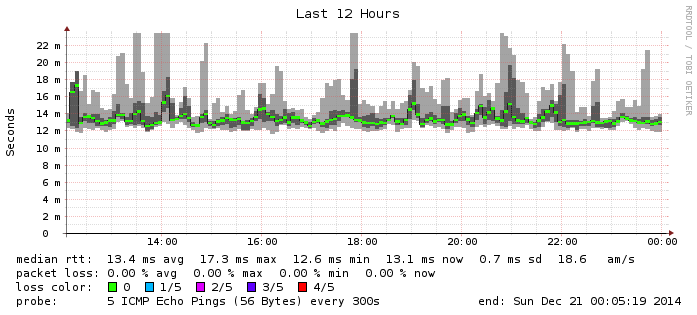 Last 12 Hours
RRDTOOL / TOBI OETIKER
Seconds
22 m
20 m
18 m
16 m
14 m
12 m
10 m
8 m
6 m
4 m
2 m
0
14:00 16:00 18:00 20:00 22:00 00:00
median rtt: 13.4 ms avg 17.3 ms max 12.6 ms min 13.1 ms now 0.7 ms sd 18.6 am/s
packet loss: 0.00 % avg 0.00 % max 0.00 % min 0.00 % now
loss color: 0 1/5 2/5 3/5 4/5
probe: 5 ICMP Echo Pings (56 Bytes) every 300s end: Sun Dec 21 00:05:19 2014